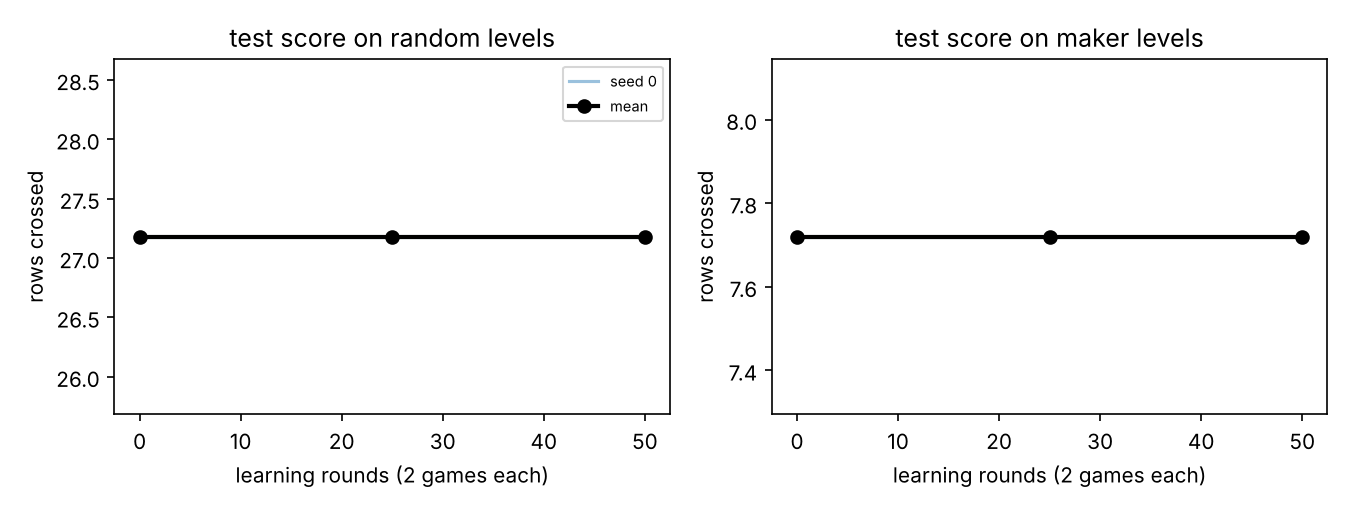 test score on random levels
28.5
28.0
27.5
27.0
26.5
26.0
rows crossed
seed 0
mean
0 10 20 30 40 50
learning rounds (2 games each)
test score on maker levels
8.0
7.8
7.6
7.4
rows crossed
0 10 20 30 40 50
learning rounds (2 games each)